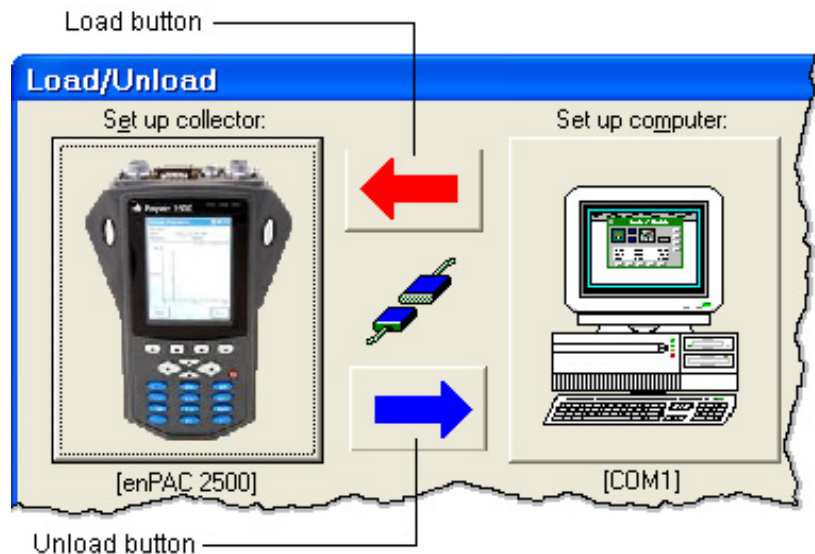 Load button
Load/Unload
Set up collector:
Set up computer:
[enPAC 2500]
[COM1]
Unload button